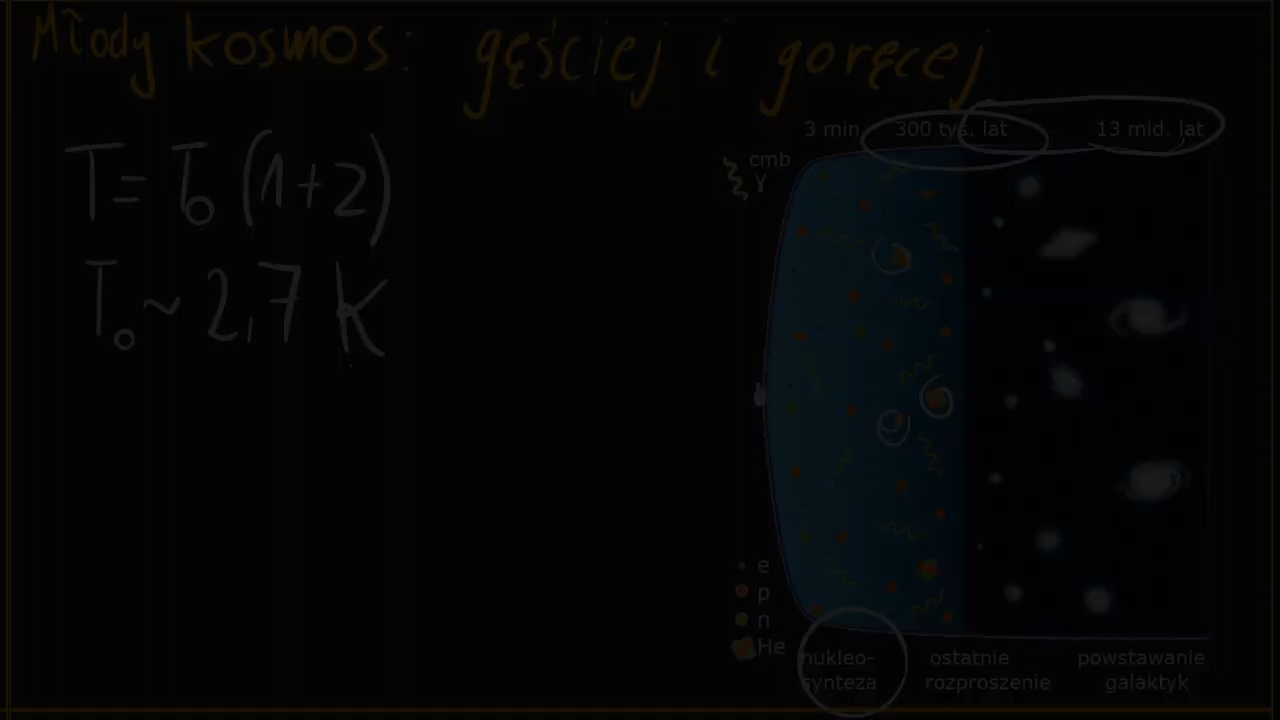 Młody kosmos: gęściej i goręcej
T = T₀ (1+z)
T₀ ~ 2,7 K
3 min
300 tys. lat
13 mld. lat
cmb
γ
e
p
n
He
nukleo-
synteza
ostatnie
rozproszenie
powstawanie
galaktyk